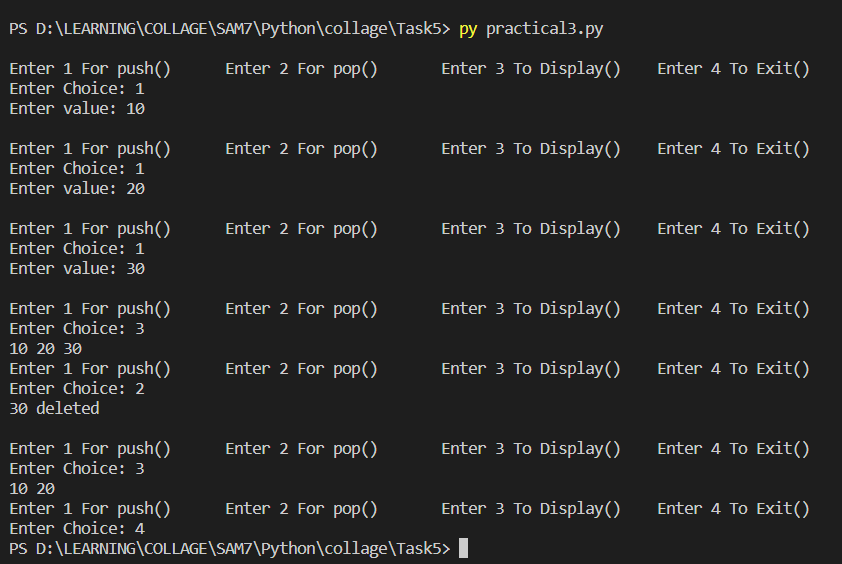 PS D:\LEARNING\COLLAGE\SAM7\Python\collage\Task5> py practical3.py
Enter 1 For push()      Enter 2 For pop()       Enter 3 To Display()    Enter 4 To Exit()
Enter Choice: 1
Enter value: 10
Enter 1 For push()      Enter 2 For pop()       Enter 3 To Display()    Enter 4 To Exit()
Enter Choice: 1
Enter value: 20
Enter 1 For push()      Enter 2 For pop()       Enter 3 To Display()    Enter 4 To Exit()
Enter Choice: 1
Enter value: 30
Enter 1 For push()      Enter 2 For pop()       Enter 3 To Display()    Enter 4 To Exit()
Enter Choice: 3
10 20 30
Enter 1 For push()      Enter 2 For pop()       Enter 3 To Display()    Enter 4 To Exit()
Enter Choice: 2
30 deleted
Enter 1 For push()      Enter 2 For pop()       Enter 3 To Display()    Enter 4 To Exit()
Enter Choice: 3
10 20
Enter 1 For push()      Enter 2 For pop()       Enter 3 To Display()    Enter 4 To Exit()
Enter Choice: 4
PS D:\LEARNING\COLLAGE\SAM7\Python\collage\Task5>